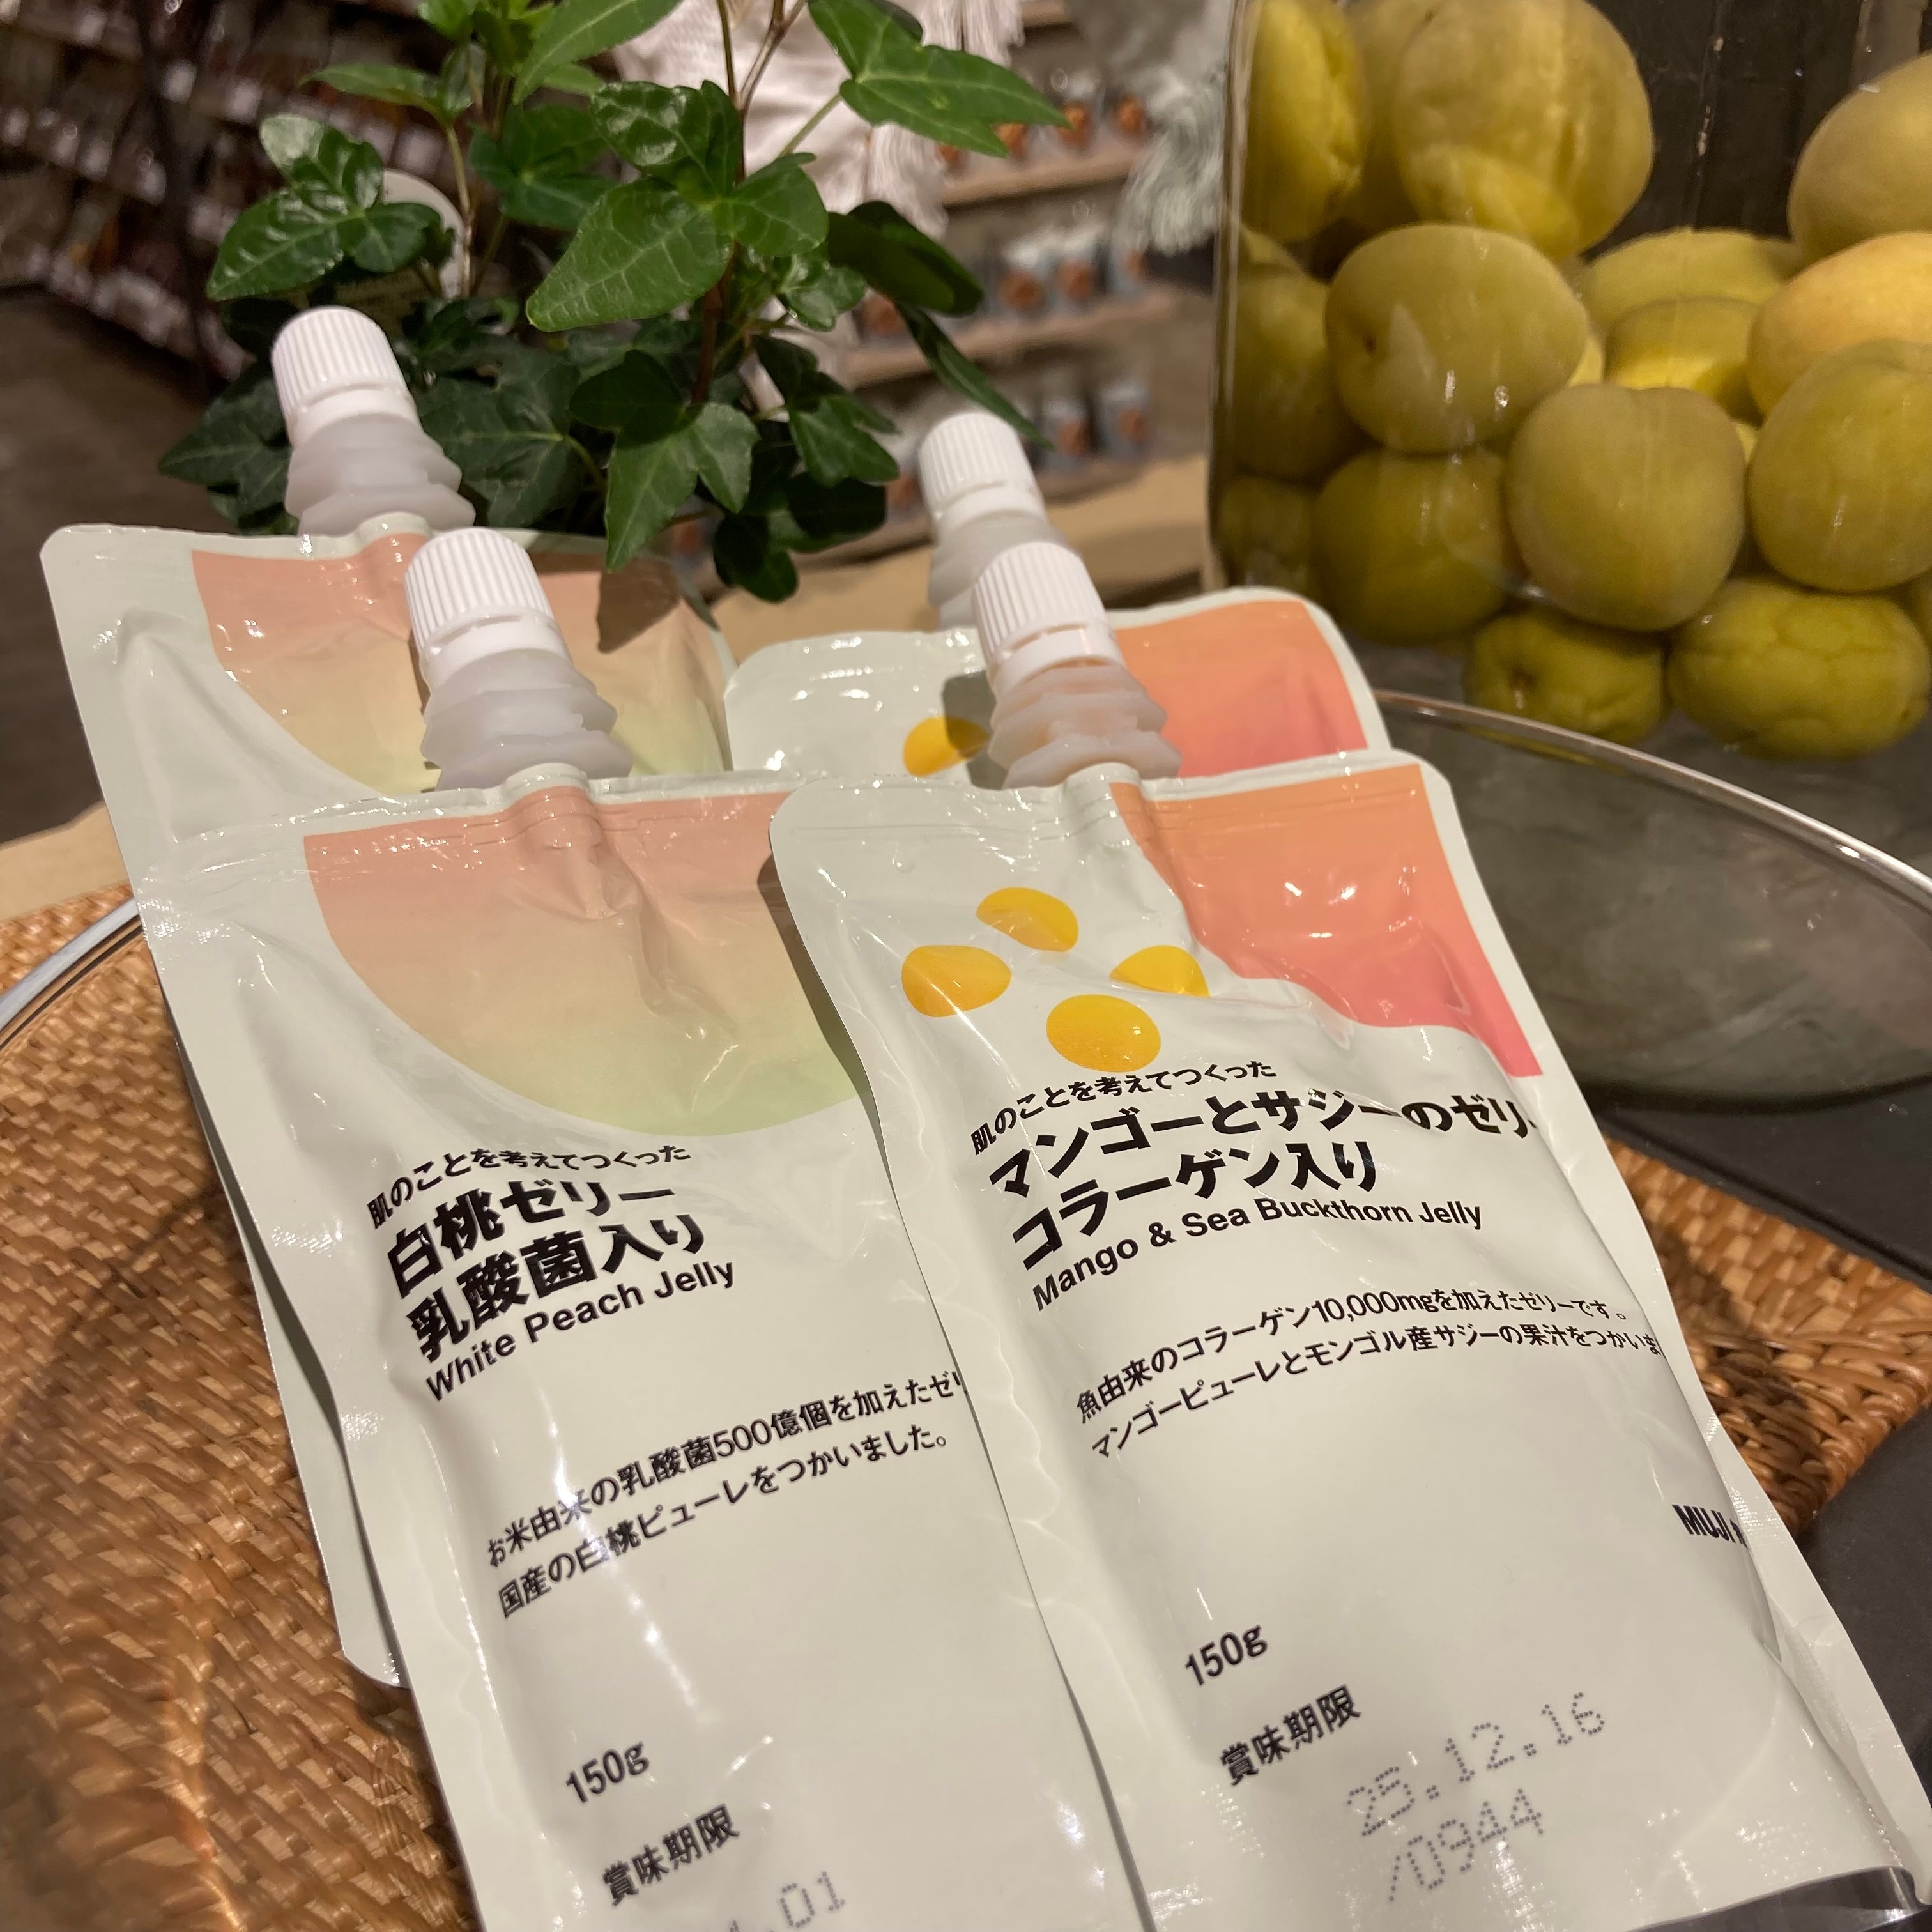 肌のことを考えてつくった
白桃ゼリー
乳酸菌入り
White Peach Jelly
お米由来の乳酸菌500億個を加えたゼリ
国産の白桃ピューレをつかいました。
150g
賞味期限
.01
肌のことを考えてつくった
マンゴーとサジーのゼリー
コラーゲン入り
Mango & Sea Buckthorn Jelly
魚由来のコラーゲン10,000mgを加えたゼリーです。
マンゴーピューレとモンゴル産サジーの果汁をつかいま
MUJI
150g
賞味期限
25.12.16
/0944